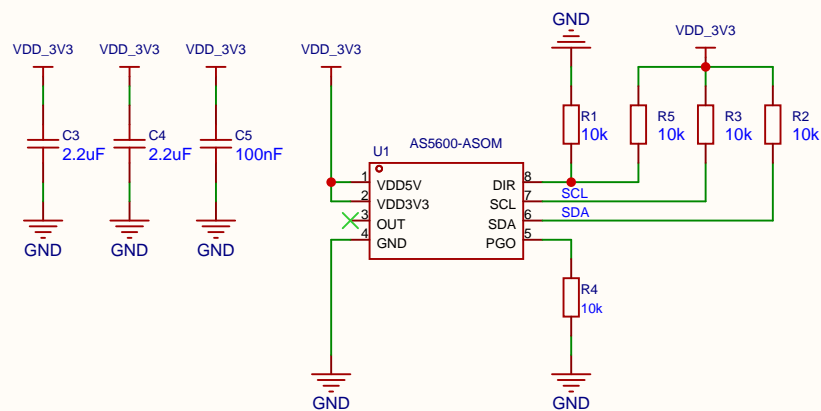 GND
VDD_3V3
VDD_3V3
VDD_3V3
VDD_3V3
VDD_3V3
C3
2.2uF
C4
2.2uF
C5
100nF
R1
10k
R5
10k
R3
10k
R2
10k
U1
AS5600-ASOM
1
VDD5V
DIR
8
2
VDD3V3
SCL
7
SCL
3
OUT
SDA
6
SDA
4
GND
PGO
5
R4
10k
GND
GND
GND
GND
GND